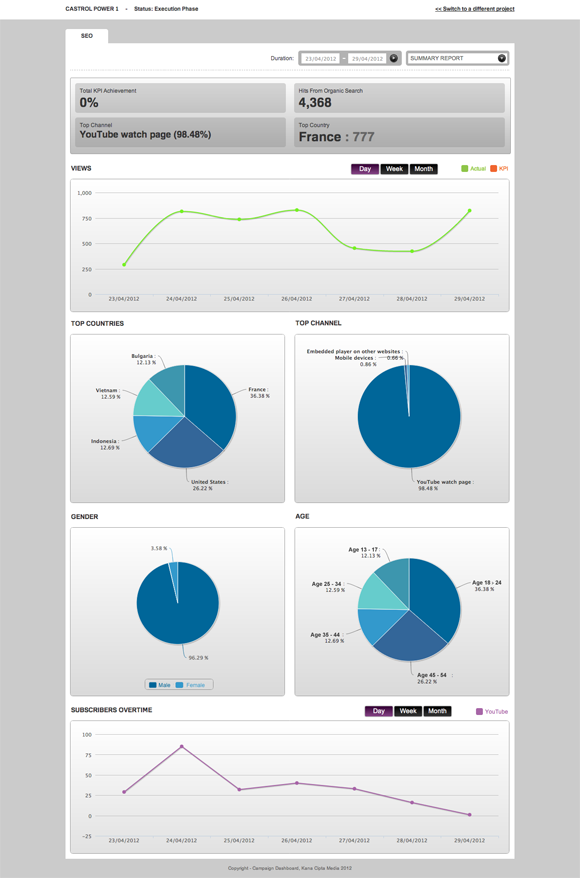 CASTROL POWER 1 • Status: Execution Phase
<< Switch to a different project
SEO
Duration: 23/04/2012 – 29/04/2012 SUMMARY REPORT
Total KPI Achievement
0%
Hits From Organic Search
4,368
Top Channel
YouTube watch page (98.48%)
Top Country
France : 777
VIEWS
Day Week Month
Actual KPI
1,000
750
500
250
0
23/04/2012 24/04/2012 25/04/2012 26/04/2012 27/04/2012 28/04/2012 29/04/2012
TOP COUNTRIES
Bulgaria :
12.13 %
Vietnam :
12.59 %
France :
36.38 %
Indonesia :
12.69 %
United States :
26.22 %
TOP CHANNEL
Embedded player on other websites :
0.66 %
Mobile devices :
0.86 %
YouTube watch page :
98.48 %
GENDER
3.58 %
96.29 %
Male Female
AGE
Age 13 - 17 :
12.13 %
Age 25 - 34 :
12.59 %
Age 18 - 24
36.38 %
Age 35 - 44 :
12.69 %
Age 45 - 54 :
26.22 %
SUBSCRIBERS OVERTIME
Day Week Month
YouTube
100
75
50
25
0
-25
23/04/2012 24/04/2012 25/04/2012 26/04/2012 27/04/2012 28/04/2012 29/04/2012
Copyright - Campaign Dashboard, Kana Opte Media 2012